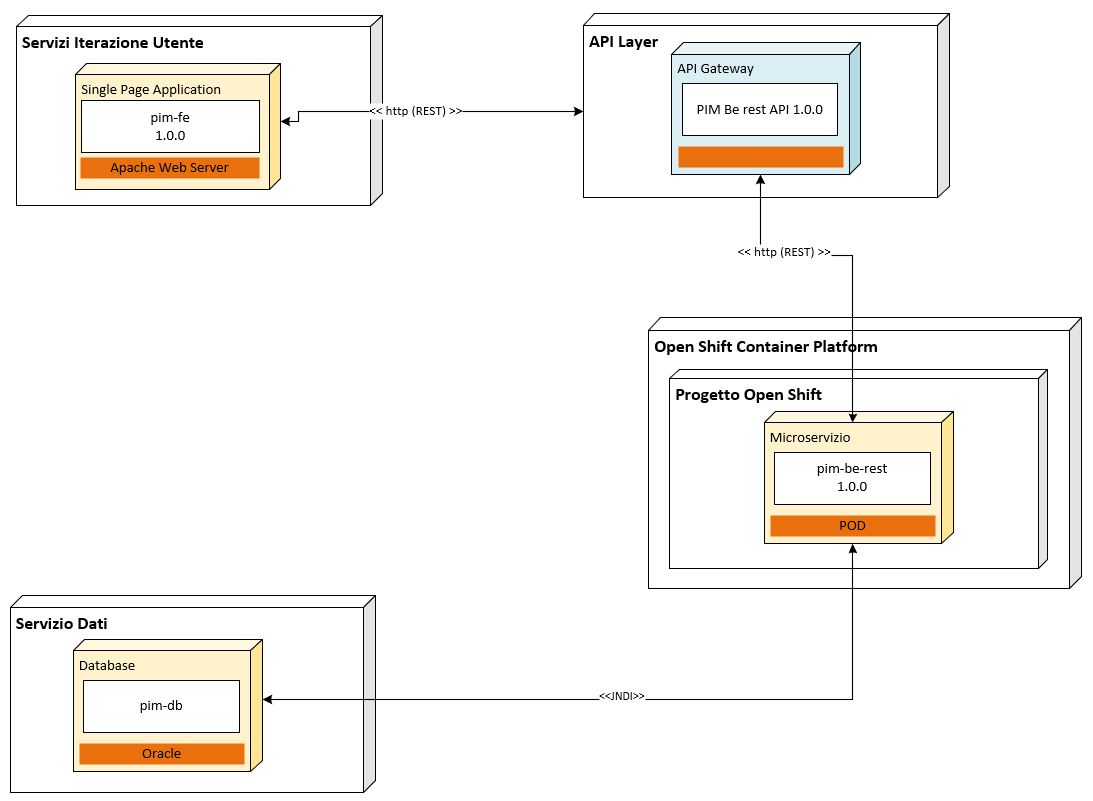 Servizi Iterazione Utente
Single Page Application
pim-fe
1.0.0
Apache Web Server
<< http (REST) >>
API Layer
API Gateway
PIM Be rest API 1.0.0
<< http (REST) >>
Open Shift Container Platform
Progetto Open Shift
Microservizio
pim-be-rest
1.0.0
POD
Servizio Dati
Database
pim-db
Oracle
<<JNDI>>